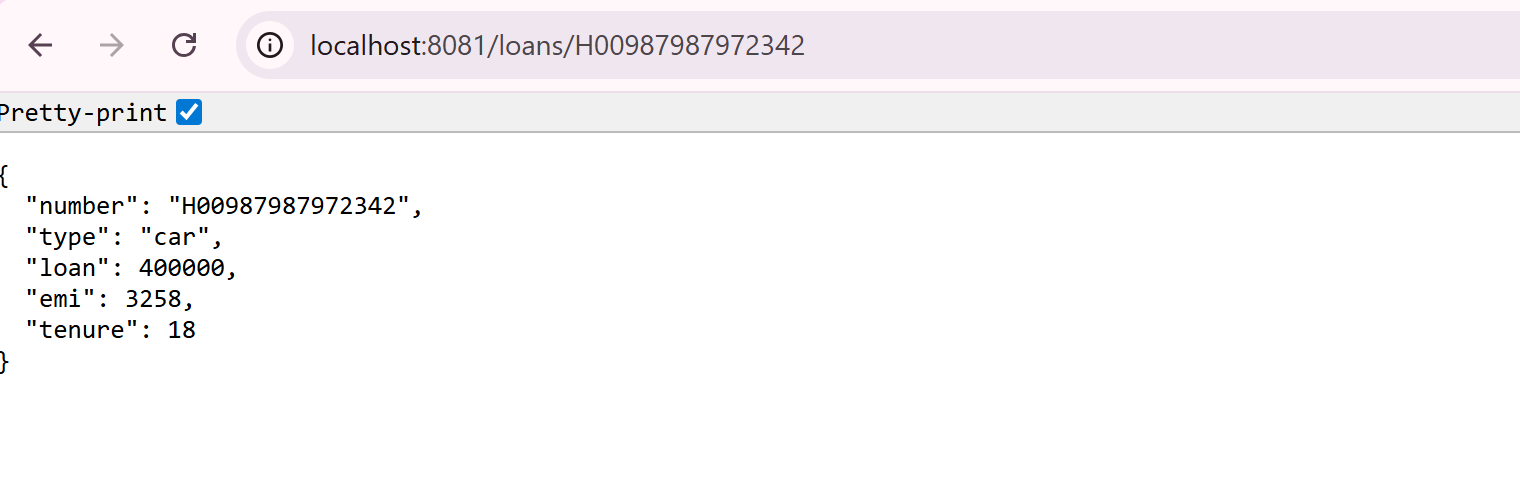 localhost:8081/loans/H00987987972342
Pretty-print
{
"number": "H00987987972342",
"type": "car",
"loan": 400000,
"emi": 3258,
"tenure": 18
}